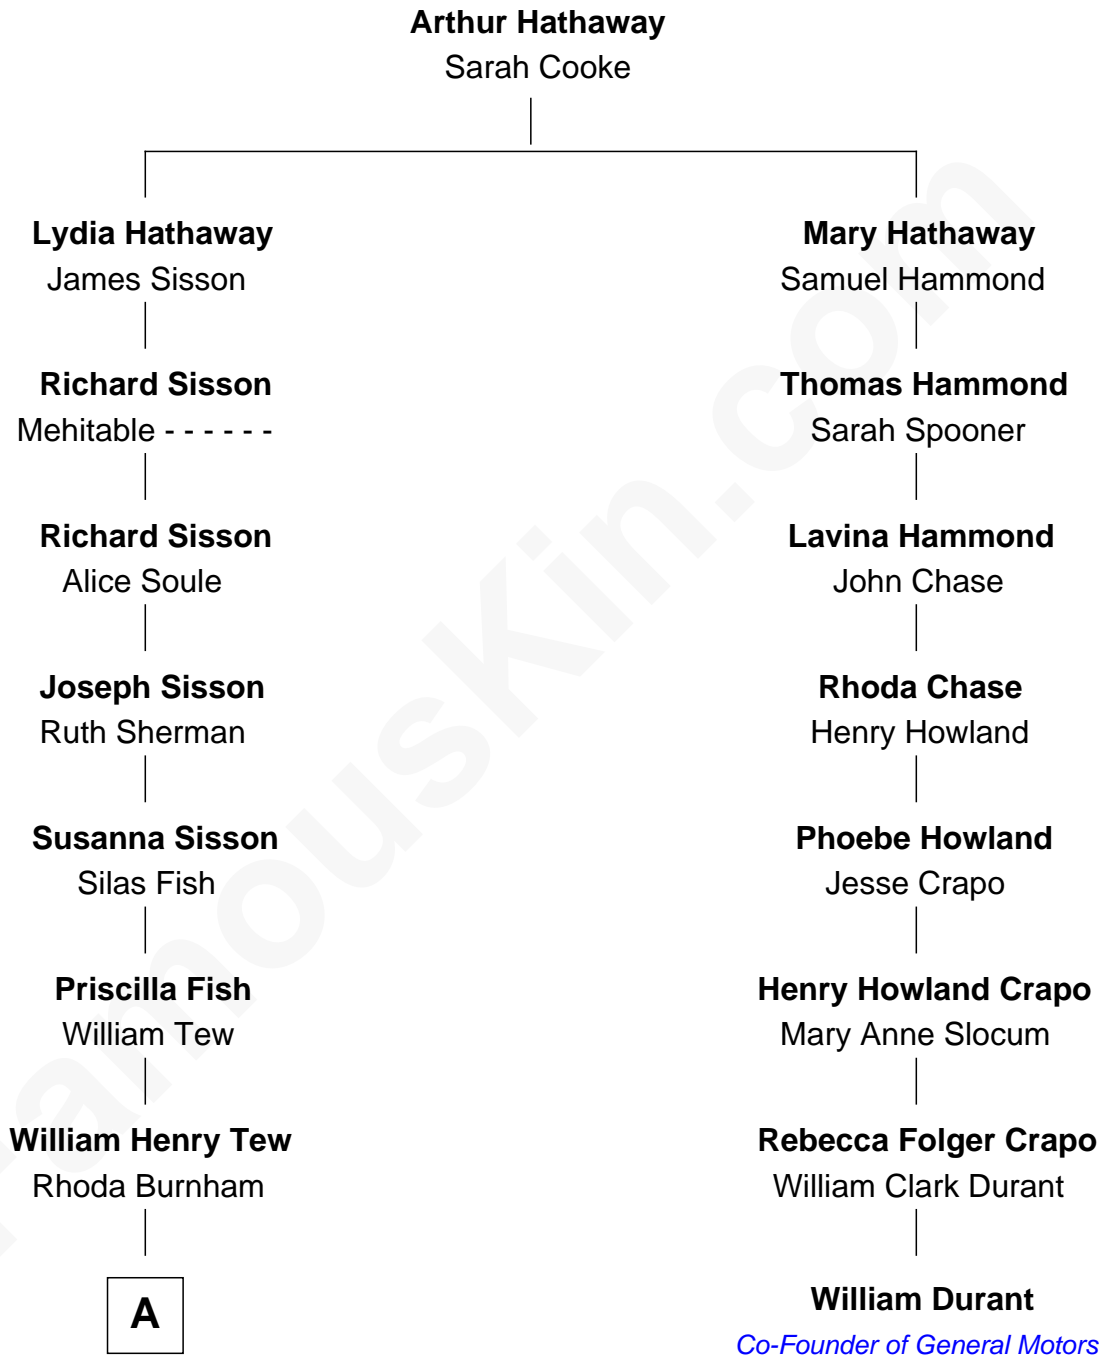 Arthur Hathaway
Sarah Cooke
Lydia Hathaway
James Sisson
Mary Hathaway
Samuel Hammond
Richard Sisson
Mehitable - - - - - -
Thomas Hammond
Sarah Spooner
Richard Sisson
Alice Soule
Lavina Hammond
John Chase
Joseph Sisson
Ruth Sherman
Rhoda Chase
Henry Howland
Susanna Sisson
Silas Fish
Phoebe Howland
Jesse Crapo
Priscilla Fish
William Tew
Henry Howland Crapo
Mary Anne Slocum
William Henry Tew
Rhoda Burnham
Rebecca Folger Crapo
William Clark Durant
A
William Durant
Co-Founder of General Motors
FamousKin.com